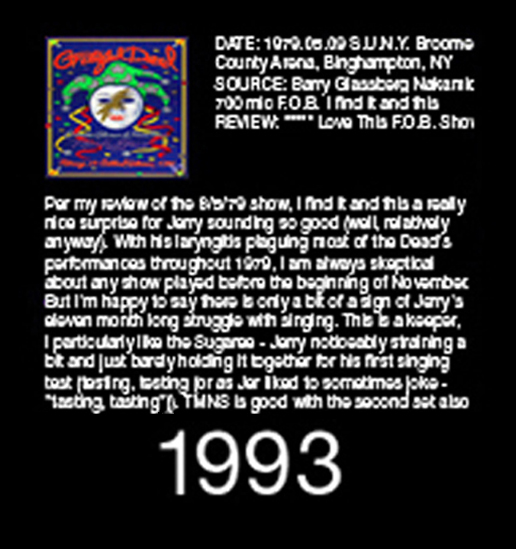 Grateful Dead
DATE: 1979.05.09 S.U.N.Y. Broome
County Arena, Binghampton, NY
SOURCE: Barry Glassberg Nakamic
700 mic F.O.B. I find it and this
REVIEW: ***** Love This F.O.B. Show
Per my review of the 8/5/79 show, I find it and this a really
nice surprise for Jerry sounding so good (well, relatively
anyway). With his laryngitis plaguing most of the Dead's
performances throughout 1979, I am always skeptical
about any show played before the beginning of November.
But I'm happy to say there is only a bit of a sign of Jerry's
eleven month long struggle with singing. This is a keeper,
I particularly like the Sugaree - Jerry noticeably straining a
bit and just barely holding it together for his first singing
test (testing, testing jor as Jer liked to sometimes joke -
"tasting, tasting"(). TMNS is good with the second set also
1993